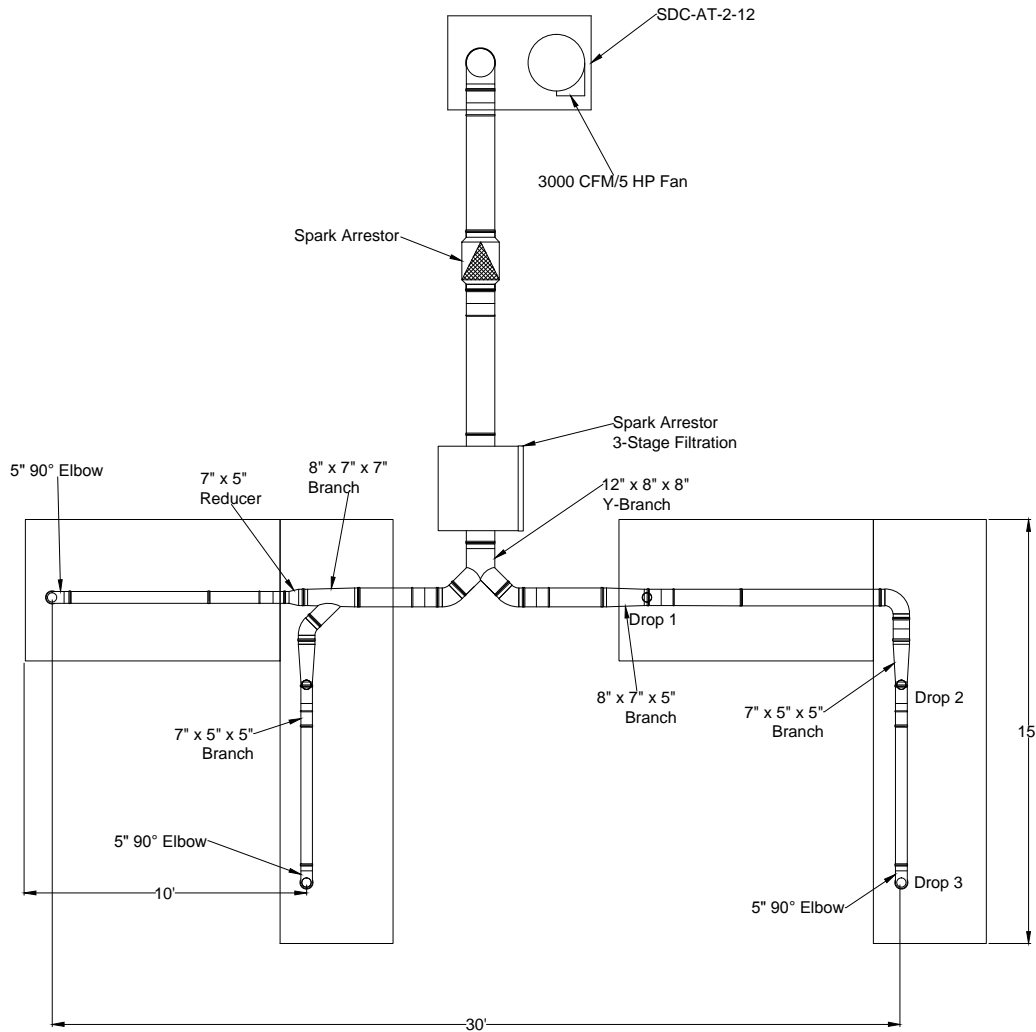 SDC-AT-2-12
3000 CFM/5 HP Fan
Spark Arrestor
Spark Arrestor
3-Stage Filtration
5" 90° Elbow
7" x 5"
Reducer
8" x 7" x 7"
Branch
12" x 8" x 8"
Y-Branch
Drop 1
8" x 7" x 5"
Branch
7" x 5" x 5"
Branch
Drop 2
7" x 5" x 5"
Branch
15
5" 90° Elbow
Drop 3
10'
5" 90° Elbow
30'